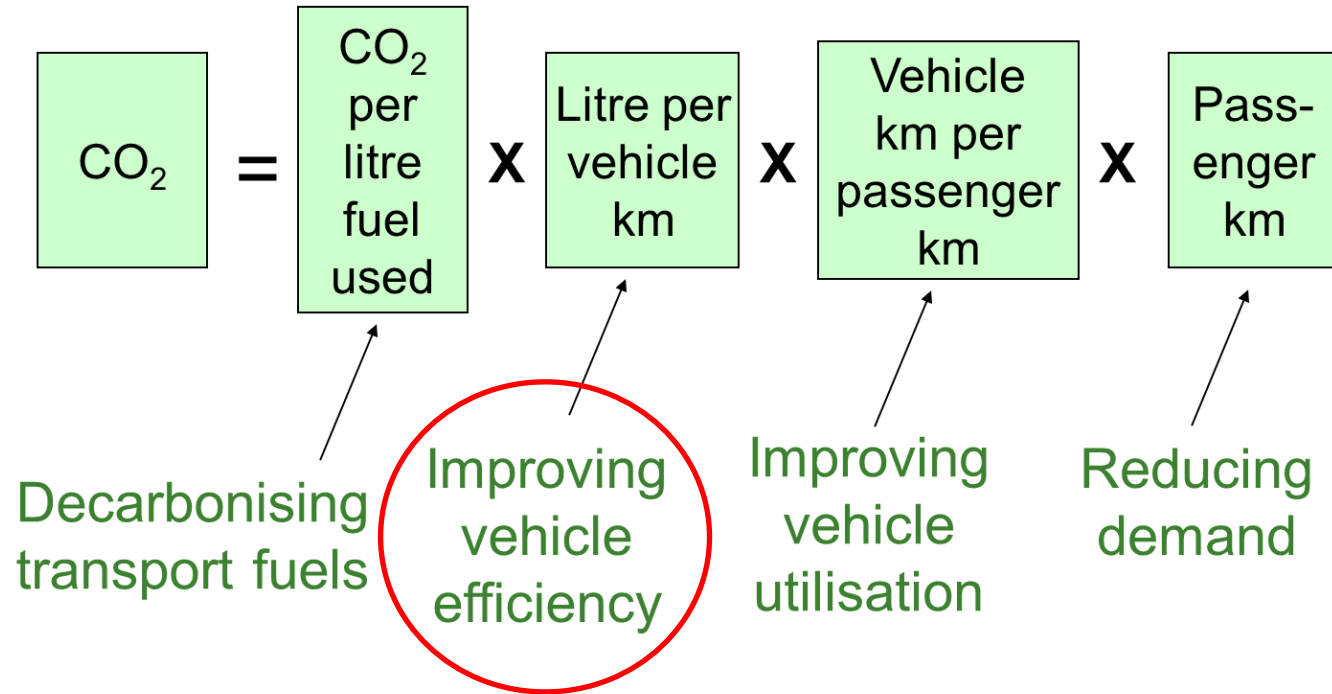 CO₂
=
CO₂
per
litre
fuel
used
X
Litre per
vehicle
km
X
Vehicle
km per
passenger
km
X
Pass-
enger
km
Decarbonising
transport fuels
Improving
vehicle
efficiency
Improving
vehicle
utilisation
Reducing
demand